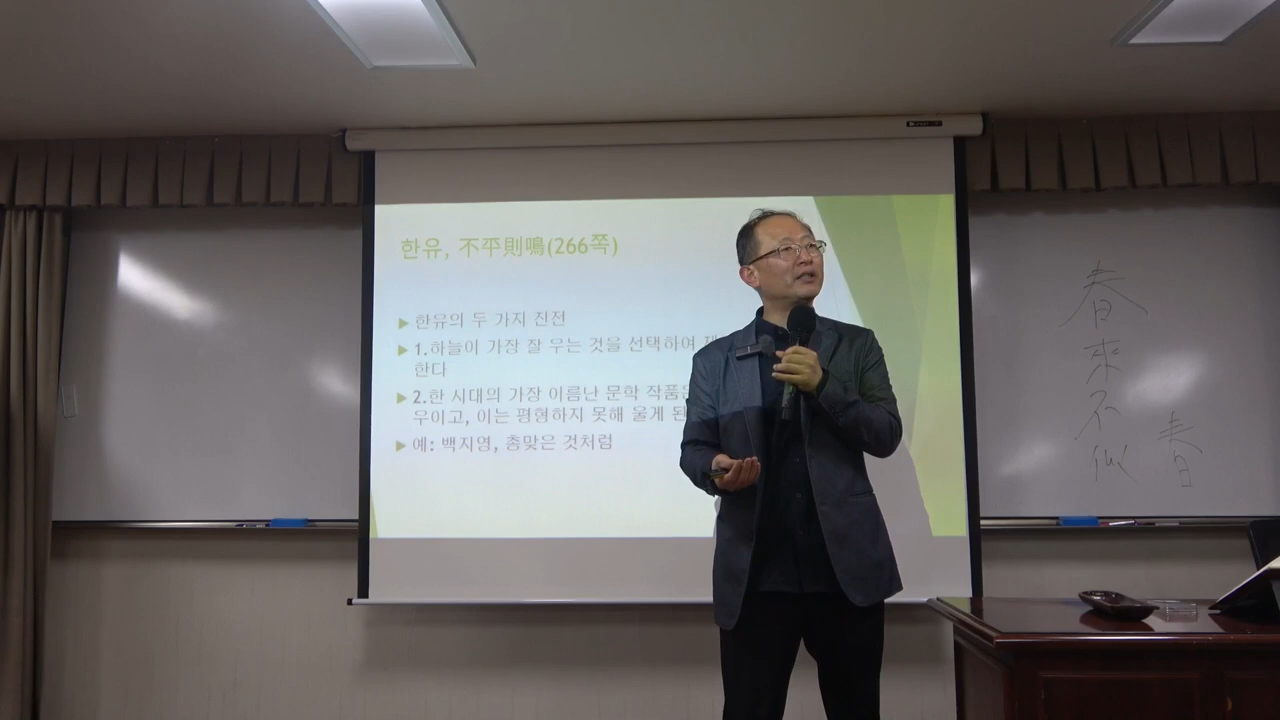 한유, 不平則鳴(266쪽)
한유의 두 가지 진전
1.하늘이 가장 잘 우는 것을 선택하여
한다
2.한 시대의 가장 이름난 문학 작품은
우이고, 이는 평형하지 못해 울게 된
예: 백지영, 총맞은 것처럼
春來不似
春